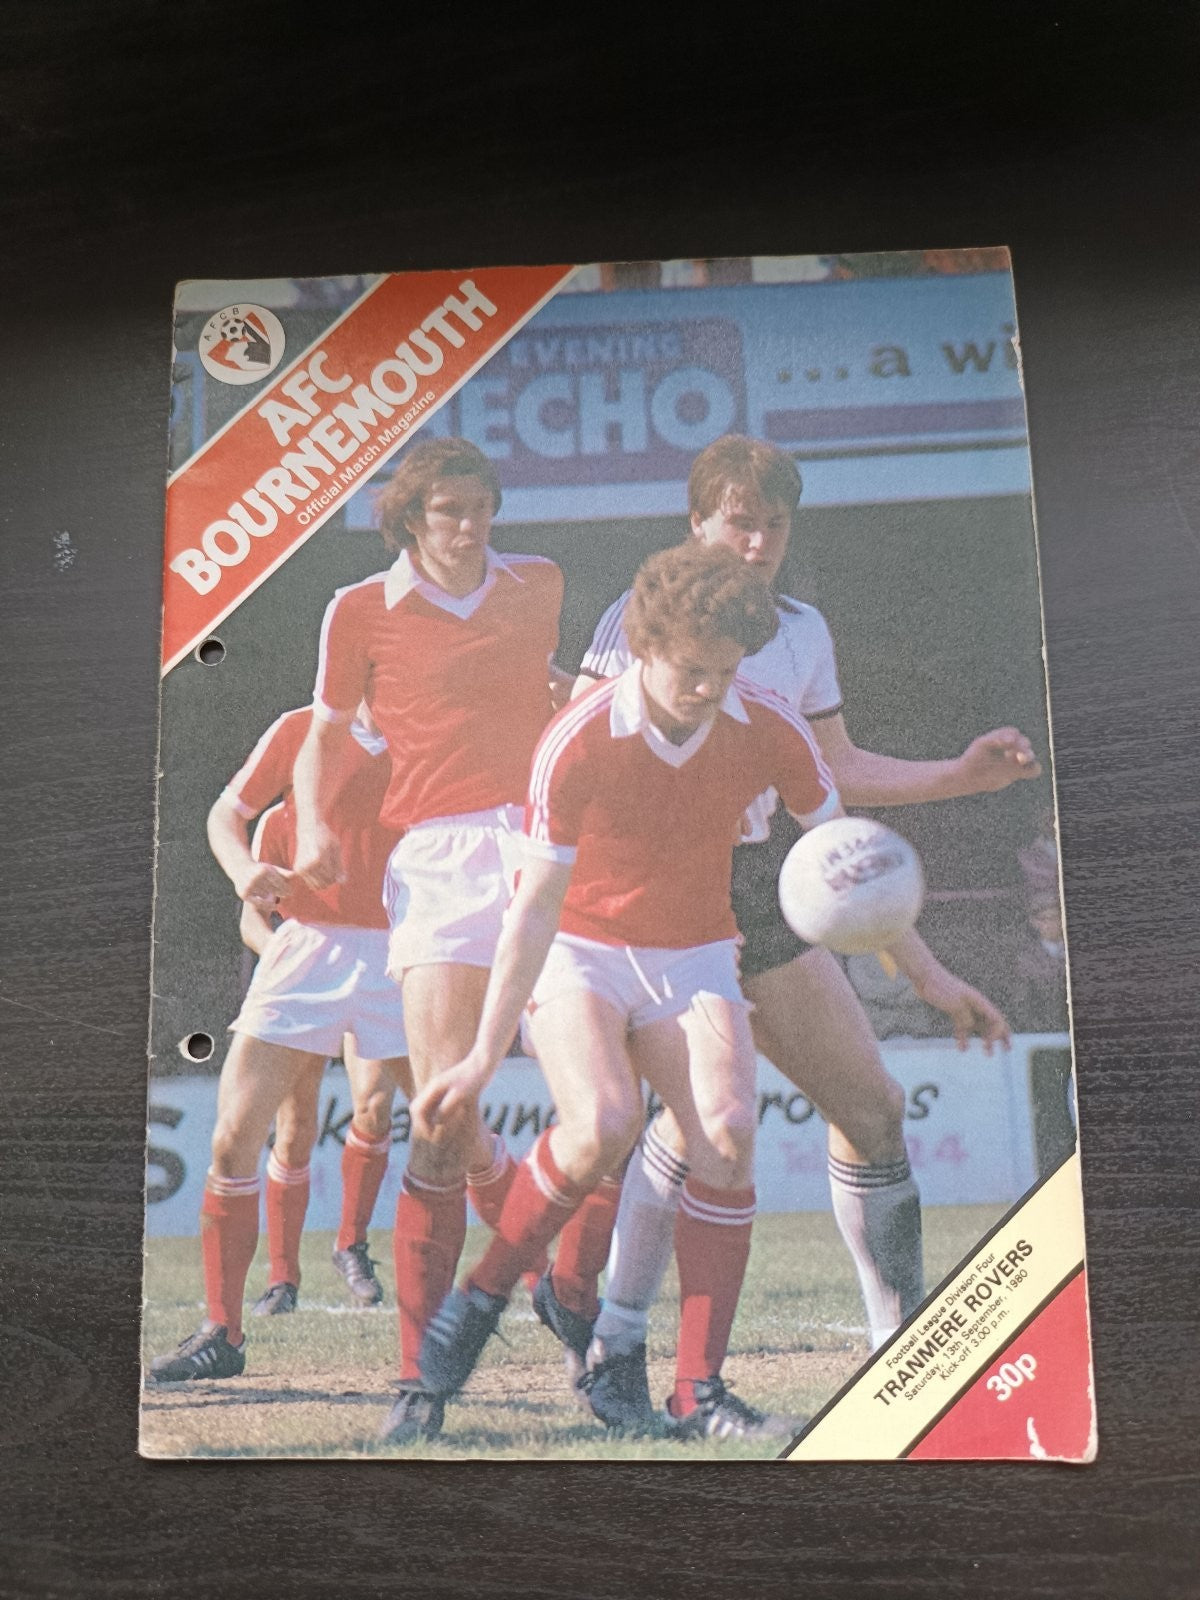 AFCB
AFC
BOURNEMOUTH
Official Match Magazine
EVENING
ECHO
...a wi
Football League Division Four
TRANMERE ROVERS
Saturday, 13th September, 1980
Kick-off 3.00 p.m.
30p